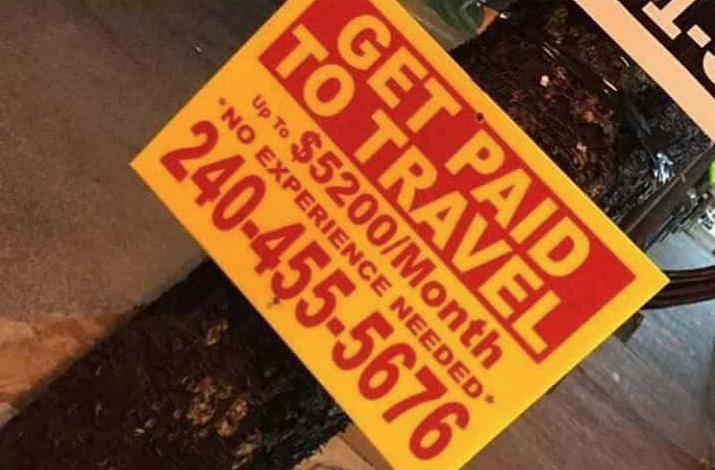 GET PAID
TO TRAVEL
Up To $5200/Month
*NO EXPERIENCE NEEDED*
240-455-5676